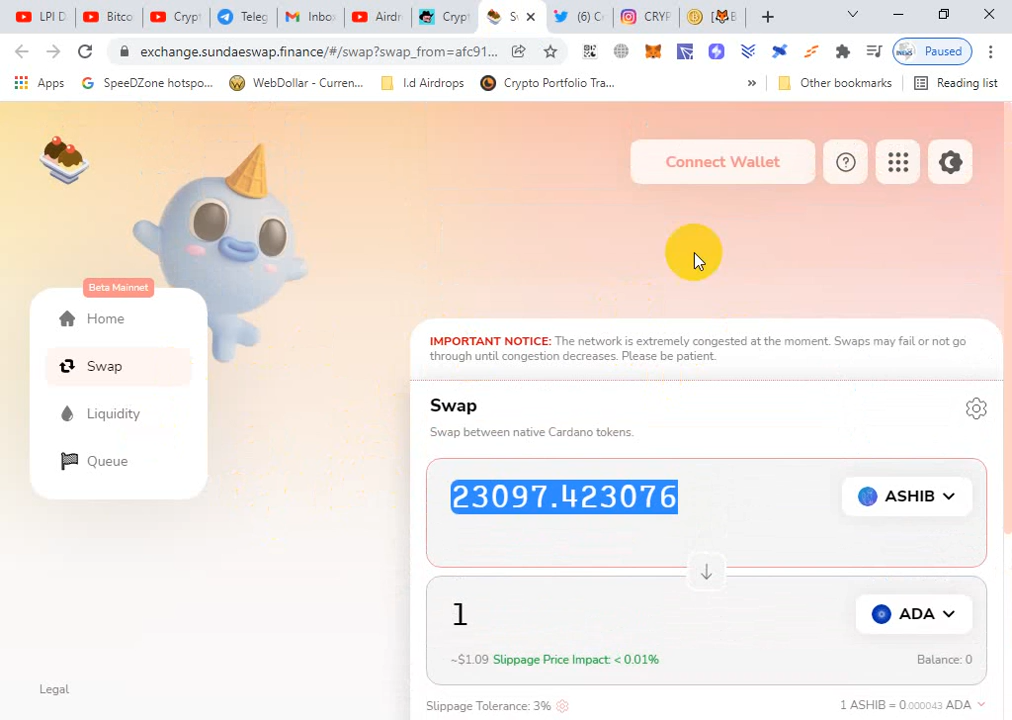 LPI D
Bitco
Crypt
Teleg
Inbo
Airdr
Crypt
S
(6) C
CRYP
B
exchange.sundaeswap.finance/#/swap?swap_from=afc91...
Paused
Apps
SpeeDZone hotspo...
WebDollar - Curren...
I.d Airdrops
Crypto Portfolio Tra...
»
Other bookmarks
Reading list
Connect Wallet
?
Beta Mainnet
Home
Swap
Liquidity
Queue
Legal
IMPORTANT NOTICE: The network is extremely congested at the moment. Swaps may fail or not go
through until congestion decreases. Please be patient.
Swap
Swap between native Cardano tokens.
23097.423076
ASHIB
1
ADA
~$1.09 Slippage Price Impact: < 0.01%
Balance: 0
Slippage Tolerance: 3%
1 ASHIB = 0.000043 ADA